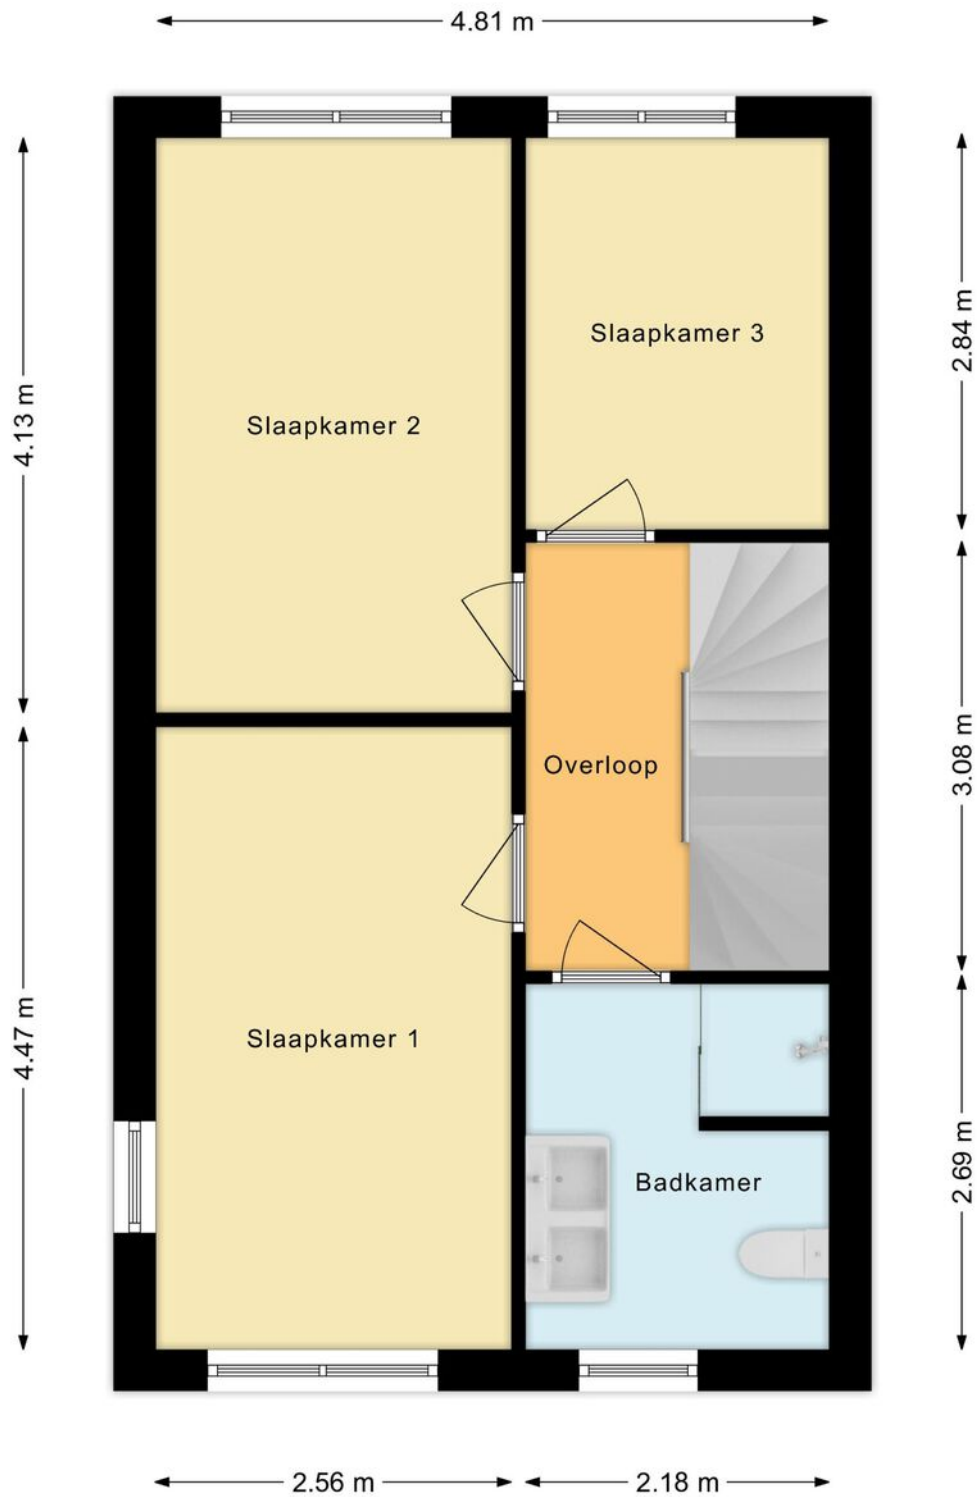 4.81 m
Slaapkamer 3
2.84 m
Slaapkamer 2
4.13 m
Overloop
3.08 m
Slaapkamer 1
4.47 m
Badkamer
2.69 m
2.56 m
2.18 m